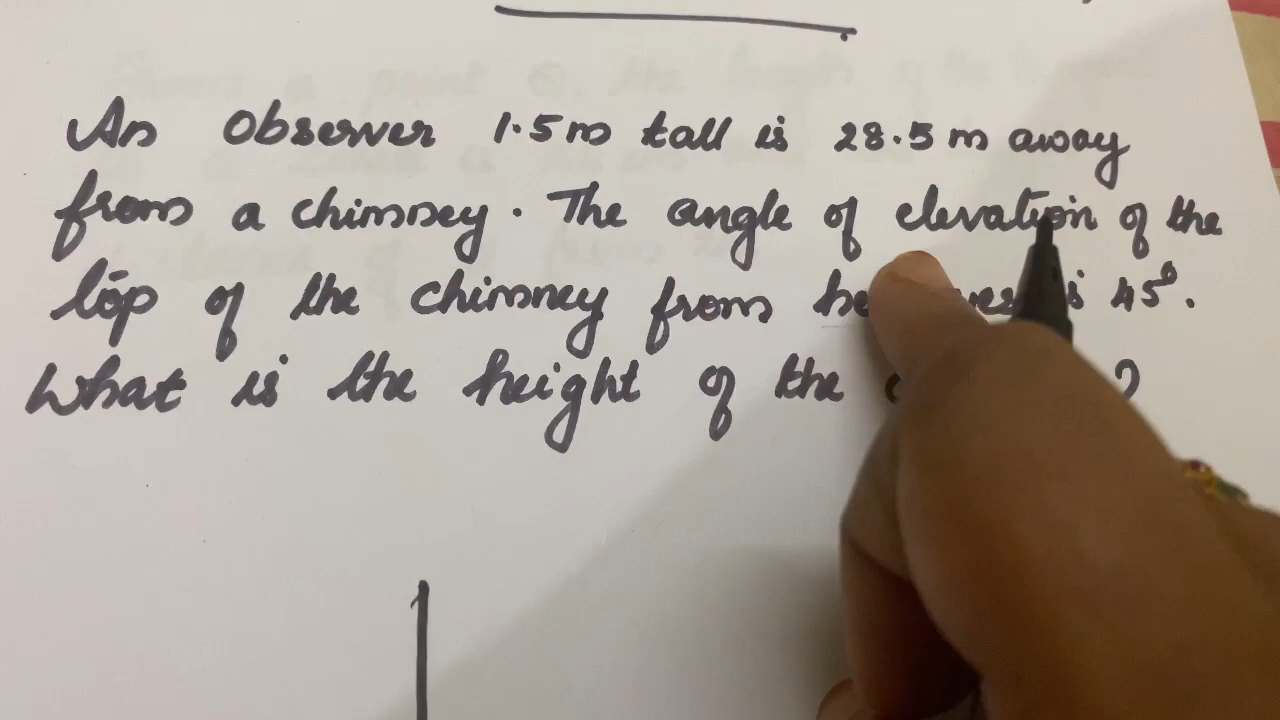 An Observer 1.5m tall is 28.5m away
from a chimney. The angle of elevation of the
top of the chimney from is 45°.
What is the height of the ?